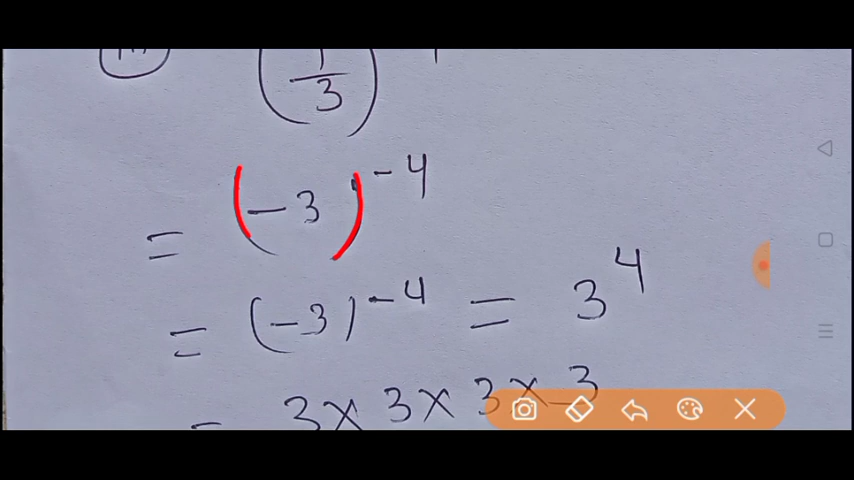 (1/3)
= (-3)^-4
= (-3)^-4 = 3^4
= 3 × 3 × 3 × 3